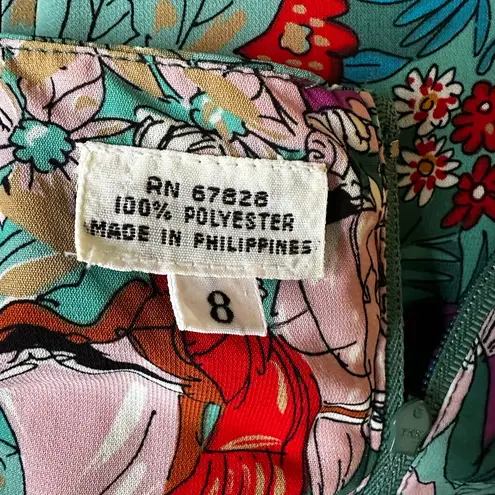 RN 67828
100% POLYESTER
MADE IN PHILIPPINES
8